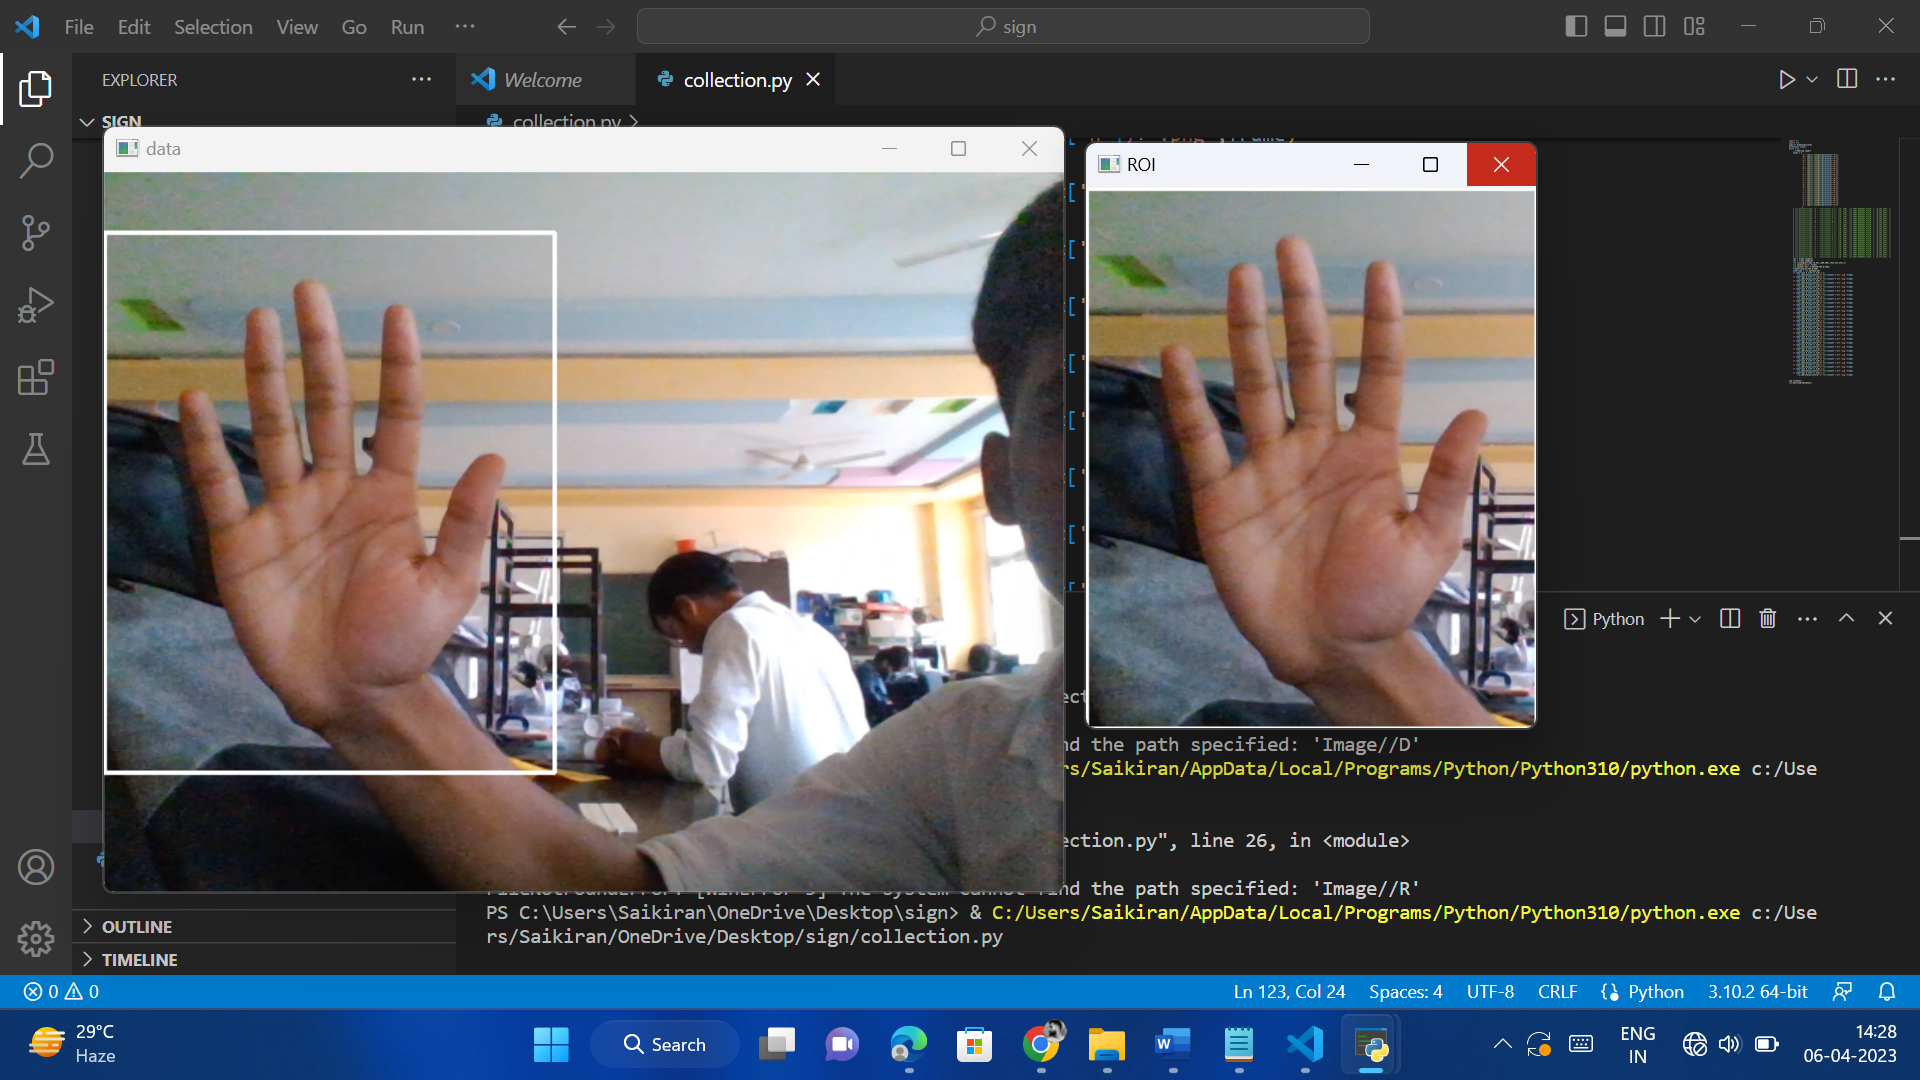 File Edit Selection View Go Run ···
sign
EXPLORER ···
Welcome
collection.py
SIGN
collection.py
data
ROI
Python
nd the path specified: 'Image//D'
rs/Saikiran/AppData/Local/Programs/Python/Python310/python.exe c:/Use
ection.py", line 26, in <module>
nd the path specified: 'Image//R'
PS C:\Users\Saikiran\OneDrive\Desktop\sign> & C:/Users/Saikiran/AppData/Local/Programs/Python/Python310/python.exe c:/Use
rs/Saikiran/OneDrive/Desktop/sign/collection.py
OUTLINE
TIMELINE
0 0
Ln 123, Col 24 Spaces: 4 UTF-8 CRLF Python 3.10.2 64-bit
29°C
Haze
Search
ENG
IN
14:28
06-04-2023